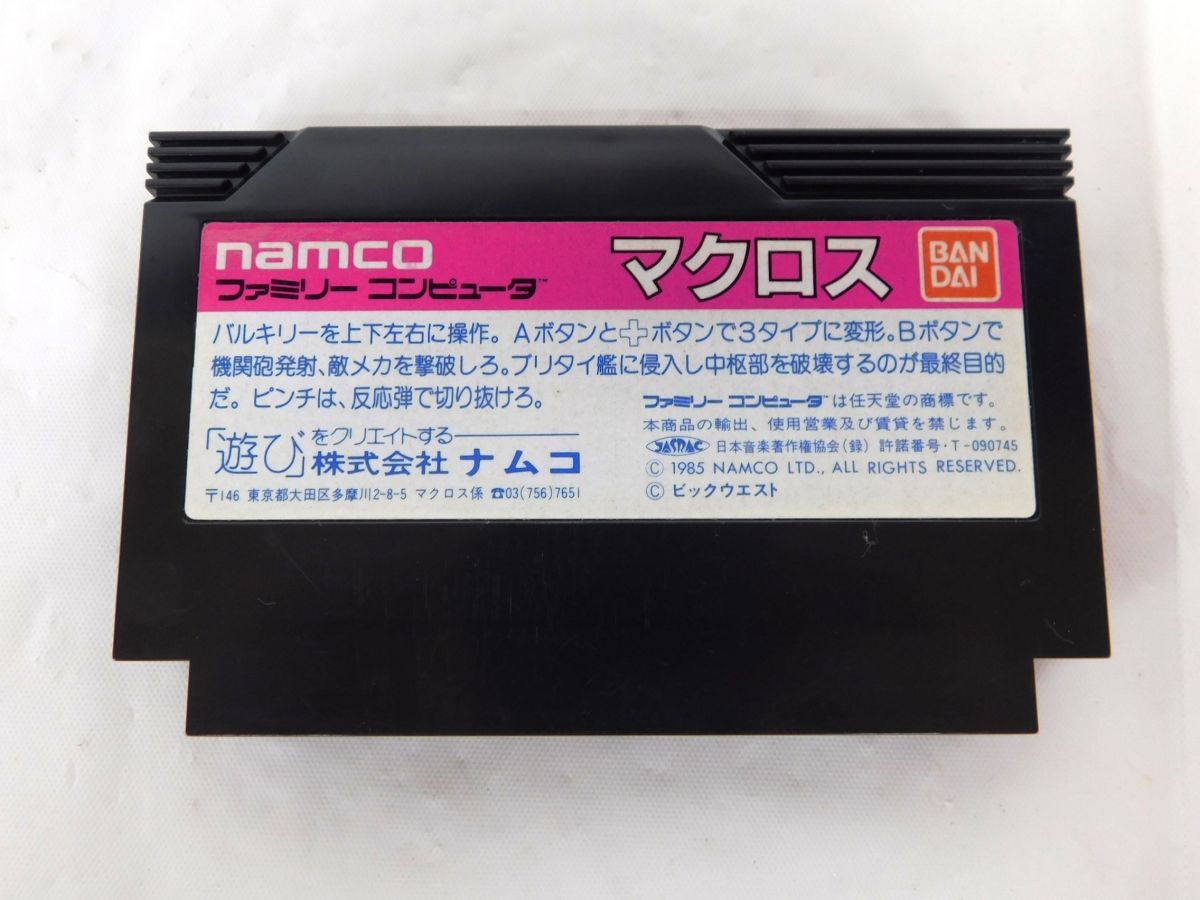 namco
ファミリー コンピュータ™
マクロス
BAN
DAI
バルキリーを上下左右に操作。Aボタンと✚ボタンで3タイプに変形。Bボタンで
機関砲発射、敵メカを撃破しろ。ブリタイ艦に侵入し中枢部を破壊するのが最終目的
だ。ピンチは、反応弾で切り抜けろ。
「遊び」をクリエイトする
株式会社 ナムコ
〒146 東京都大田区多摩川2-8-5 マクロス係 ☎03(756)7651
ファミリー コンピュータ™は任天堂の商標です。
本商品の輸出、使用営業及び賃貸を禁じます。
JASRAC 日本音楽著作権協会(録) 許諾番号・T-090745
© 1985 NAMCO LTD., ALL RIGHTS RESERVED.
© ビックウエスト